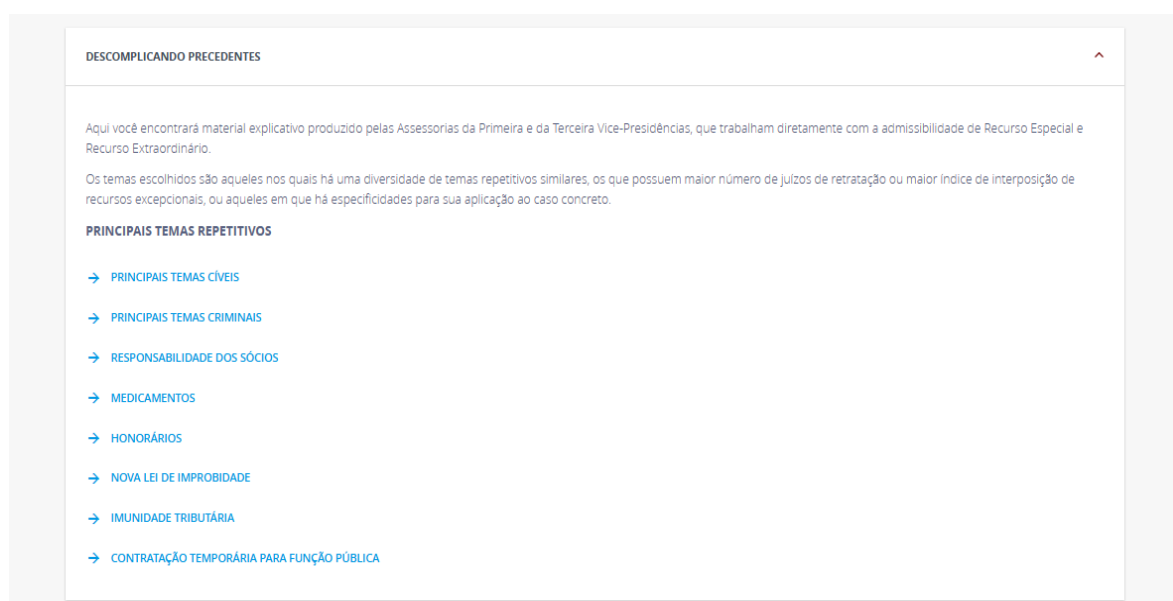 DESCOMPLICANDO PRECEDENTES
Aqui você encontrará material explicativo produzido pelas Assessorias da Primeira e da Terceira Vice-Presidências, que trabalham diretamente com a admissibilidade de Recurso Especial e
Recurso Extraordinário.
Os temas escolhidos são aqueles nos quais há uma diversidade de temas repetitivos similares, os que possuem maior número de juízos de retratação ou maior índice de interposição de
recursos excepcionais, ou aqueles em que há especificidades para sua aplicação ao caso concreto.
PRINCIPAIS TEMAS REPETITIVOS
PRINCIPAIS TEMAS CÍVEIS
PRINCIPAIS TEMAS CRIMINAIS
RESPONSABILIDADE DOS SÓCIOS
MEDICAMENTOS
HONORÁRIOS
NOVA LEI DE IMPROBIDADE
IMUNIDADE TRIBUTÁRIA
CONTRATAÇÃO TEMPORÁRIA PARA FUNÇÃO PÚBLICA